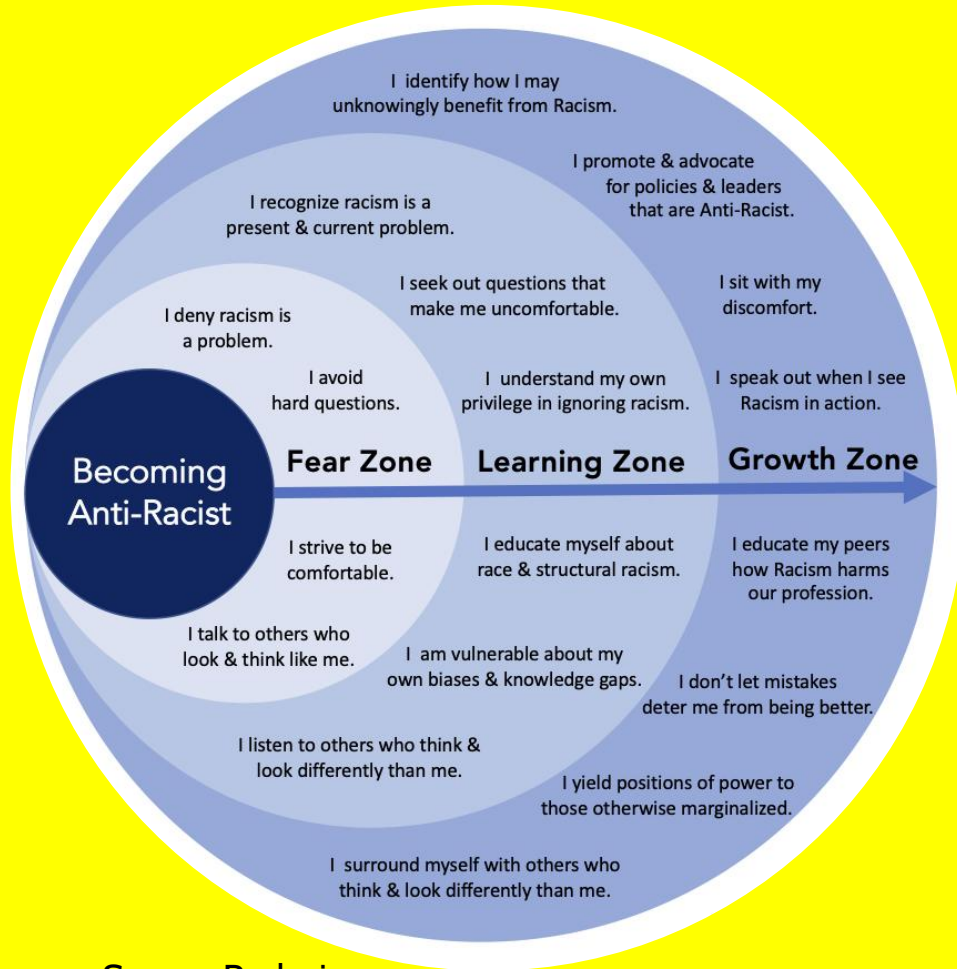 I identify how I may
unknowingly benefit from Racism.
I promote & advocate
for policies & leaders
that are Anti-Racist.
I recognize racism is a
present & current problem.
I seek out questions that
make me uncomfortable.
I sit with my
discomfort.
I deny racism is
a problem.
I avoid
hard questions.
I understand my own
privilege in ignoring racism.
I speak out when I see
Racism in action.
Becoming
Anti-Racist
Fear Zone
Learning Zone
Growth Zone
I strive to be
comfortable.
I educate myself about
race & structural racism.
I educate my peers
how Racism harms
our profession.
I talk to others who
look & think like me.
I am vulnerable about my
own biases & knowledge gaps.
I don't let mistakes
deter me from being better.
I listen to others who think &
look differently than me.
I yield positions of power to
those otherwise marginalized.
I surround myself with others who
think & look differently than me.